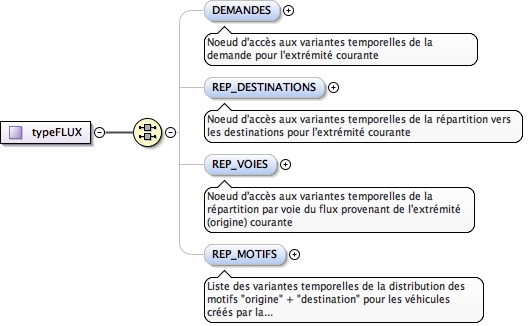 DEMANDES
Noeud d'accès aux variantes temporelles de la
demande pour l'extrémité courante
REP_DESTINATIONS
Noeud d'accès aux variantes temporelles de la répartition vers
les destinations pour l'extrémité courante
typeFLUX
REP_VOIES
Noeud d'accès aux variantes temporelles de la
répartition par voie du flux provenant de l'extrémité
(origine) courante
REP_MOTIFS
Liste des variantes temporelles de la distribution des
motifs "origine" + "destination" pour les véhicules
créés par la...